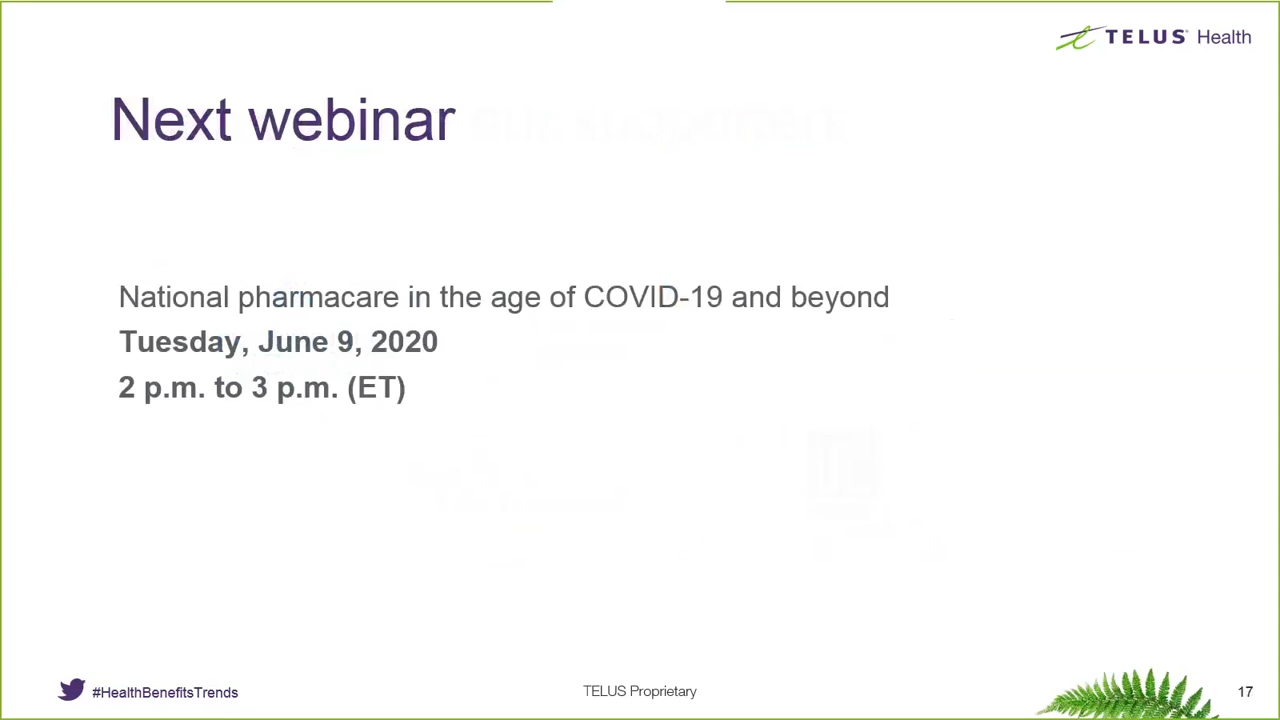 TELUS Health
Next webinar
National pharmacare in the age of COVID-19 and beyond
Tuesday, June 9, 2020
2 p.m. to 3 p.m. (ET)
#HealthBenefitsTrends
TELUS Proprietary
17